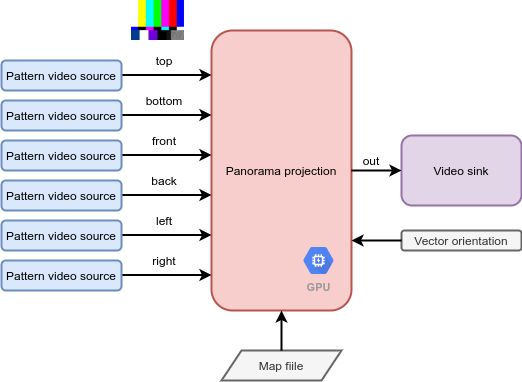 Pattern video source
top
Pattern video source
bottom
Pattern video source
front
Pattern video source
back
Pattern video source
left
Pattern video source
right
Panorama projection
GPU
out
Video sink
Vector orientation
Map fiile